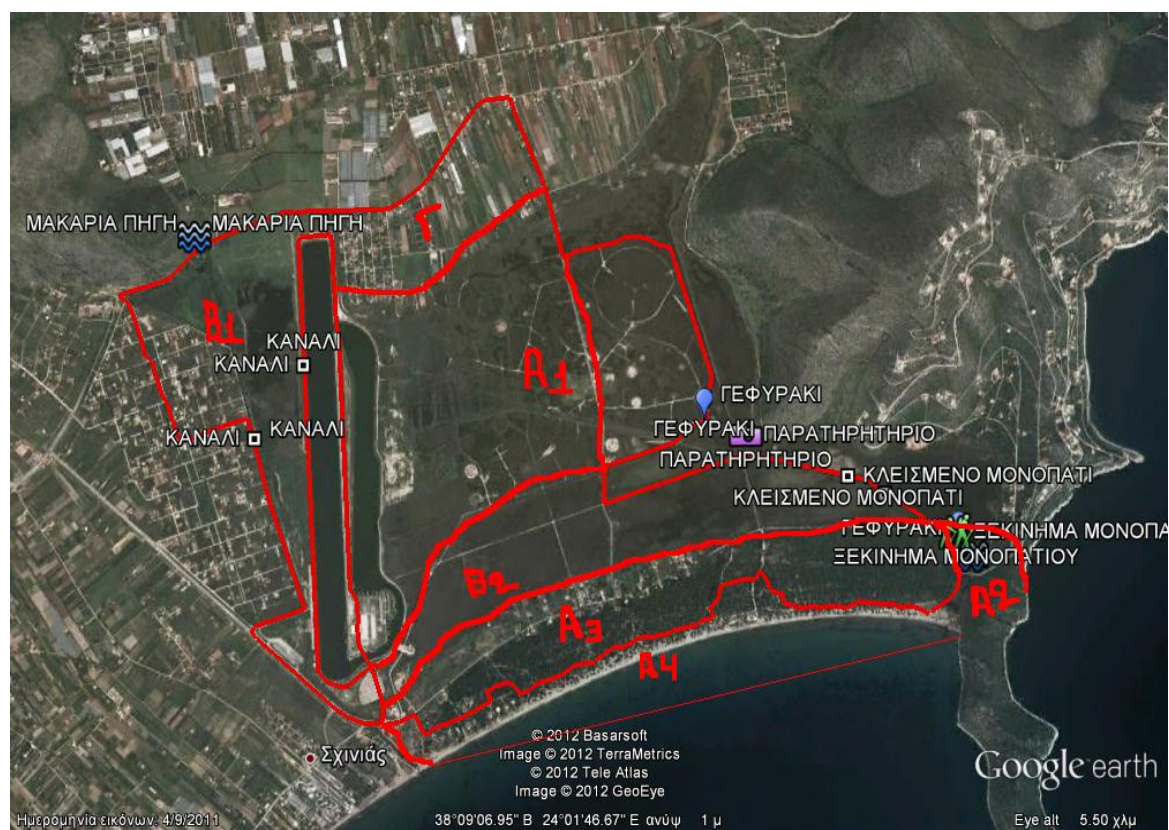 Γ
ΜΑΚΑΡΙΑ ΠΗΓΗ
ΜΑΚΑΡΙΑ ΠΗΓΗ
Β1
ΚΑΝΑΛΙ
ΚΑΝΑΛΙ
Α1
ΓΕΦΥΡΑΚΙ
ΓΕΦΥΡΑΚΙ
ΚΑΝΑΛΙ
ΚΑΝΑΛΙ
ΠΑΡΑΤΗΡΗΤΗΡΙΟ
ΠΑΡΑΤΗΡΗΤΗΡΙΟ
ΚΛΕΙΣΜΕΝΟ ΜΟΝΟΠΑΤΙ
ΚΛΕΙΣΜΕΝΟ ΜΟΝΟΠΑΤΙ
ΓΕΦΥΡΑΚΙ
ΞΕΚΙΝΗΜΑ ΜΟΝΟΠΑ
ΞΕΚΙΝΗΜΑ ΜΟΝΟΠΑΤΙΟΥ
Β2
Α2
Α3
Α4
Σχινιάς
© 2012 Basarsoft
Image © 2012 TerraMetrics
© 2012 Tele Atlas
Image © 2012 GeoEye
Google earth
Ημερομηνία εικόνων, 4/9/2011 38°09'06.95" Β 24°01'46.67" Ε ανύψ 1 μ Eye alt 5.50 χλμ